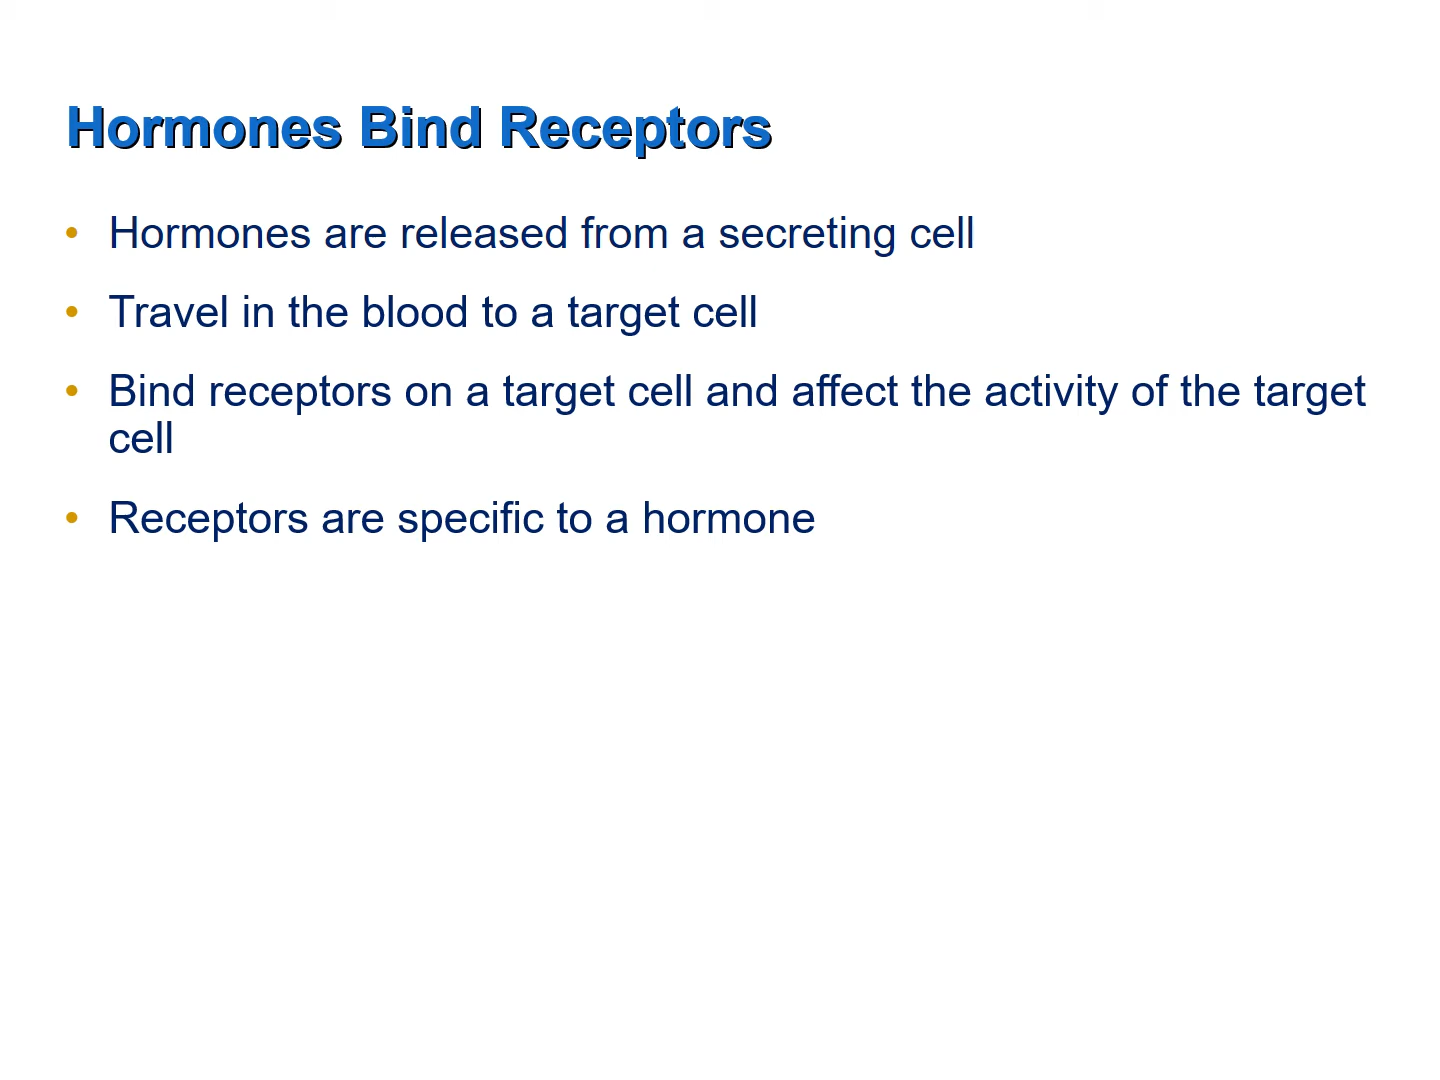 Hormones Bind Receptors
• Hormones are released from a secreting cell
• Travel in the blood to a target cell
• Bind receptors on a target cell and affect the activity of the target
cell
• Receptors are specific to a hormone